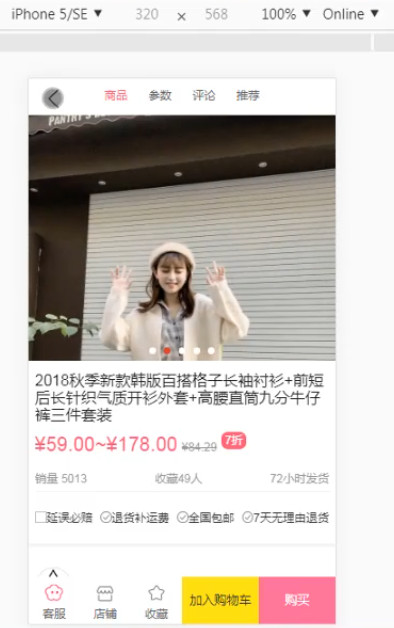 iPhone 5/SE ▼ 320 × 568 100% ▼ Online ▼
商品 参数 评论 推荐
PANTRY'S
2018秋季新款韩版百搭格子长袖衬衫+前短
后长针织气质开衫外套+高腰直筒九分牛仔
裤三件套装
¥59.00~¥178.00 ¥84.29 7折
销量 5013 收藏49人 72小时发货
延误必赔 退货补运费 全国包邮 7天无理由退货
客服 店铺 收藏 加入购物车 购买